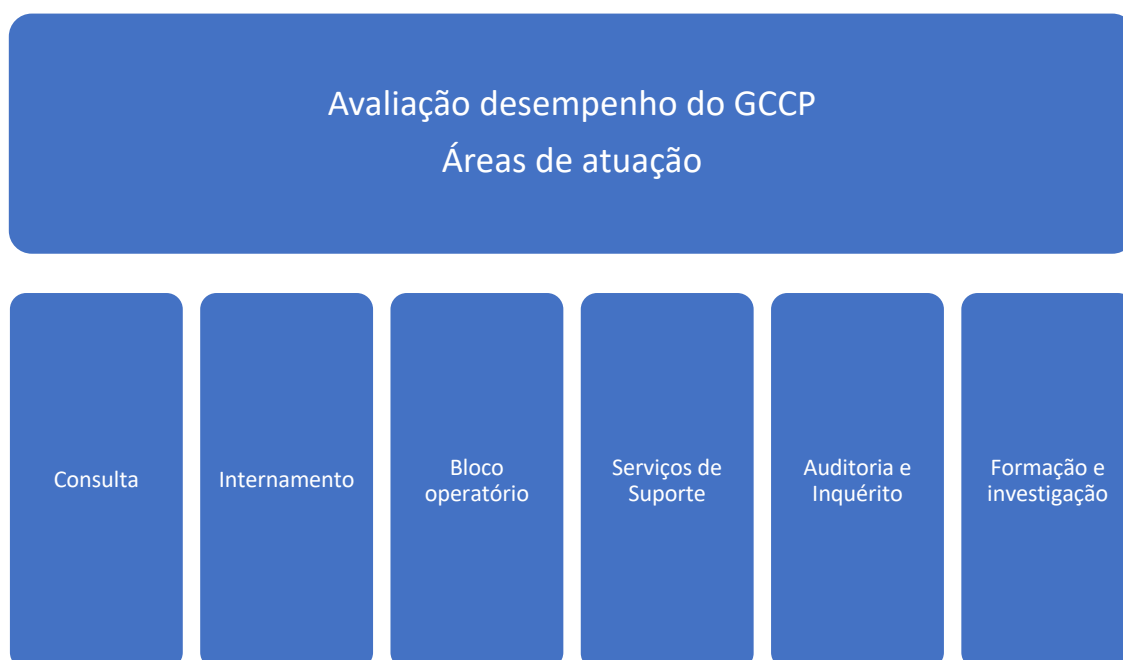 Avaliação desempenho do GCCP
Áreas de atuação
Consulta
Internamento
Bloco
operatório
Serviços de
Suporte
Auditoria e
Inquérito
Formação e
investigação